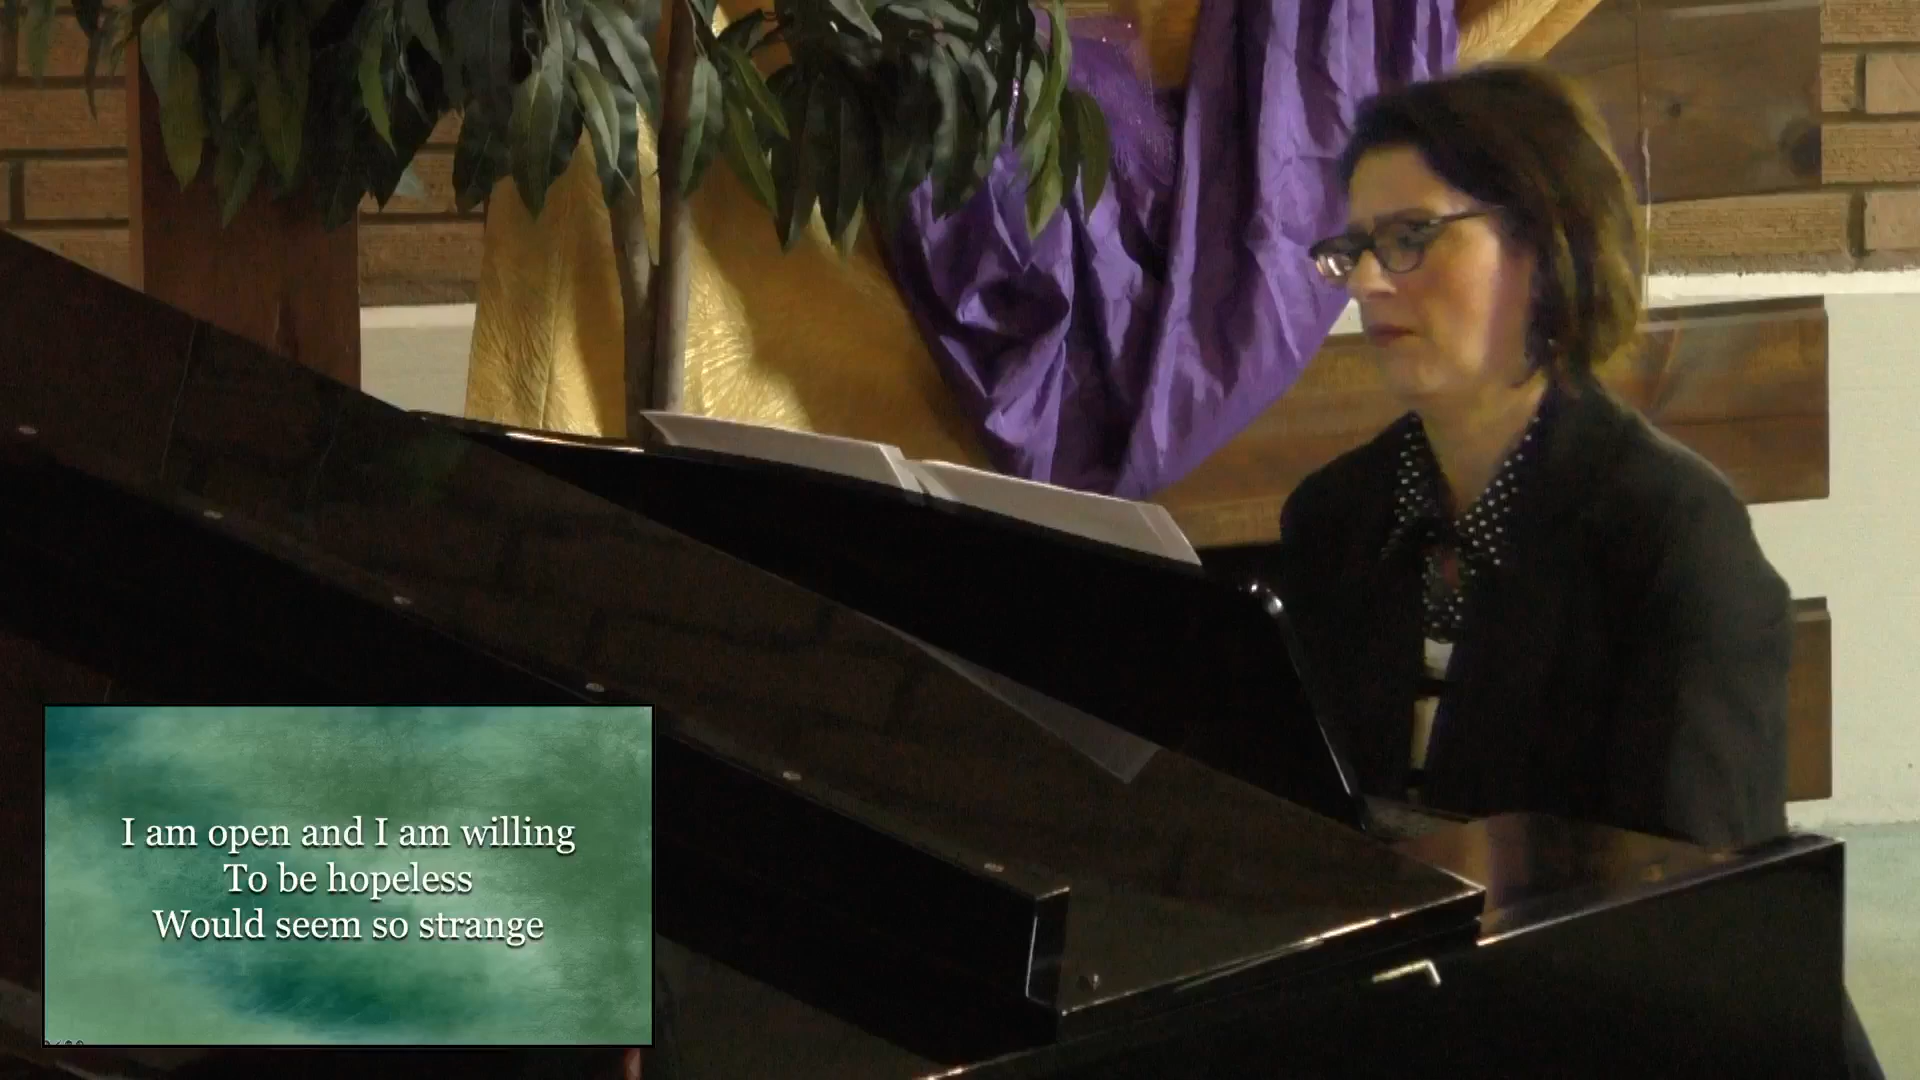 I am open and I am willing
To be hopeless
Would seem so strange